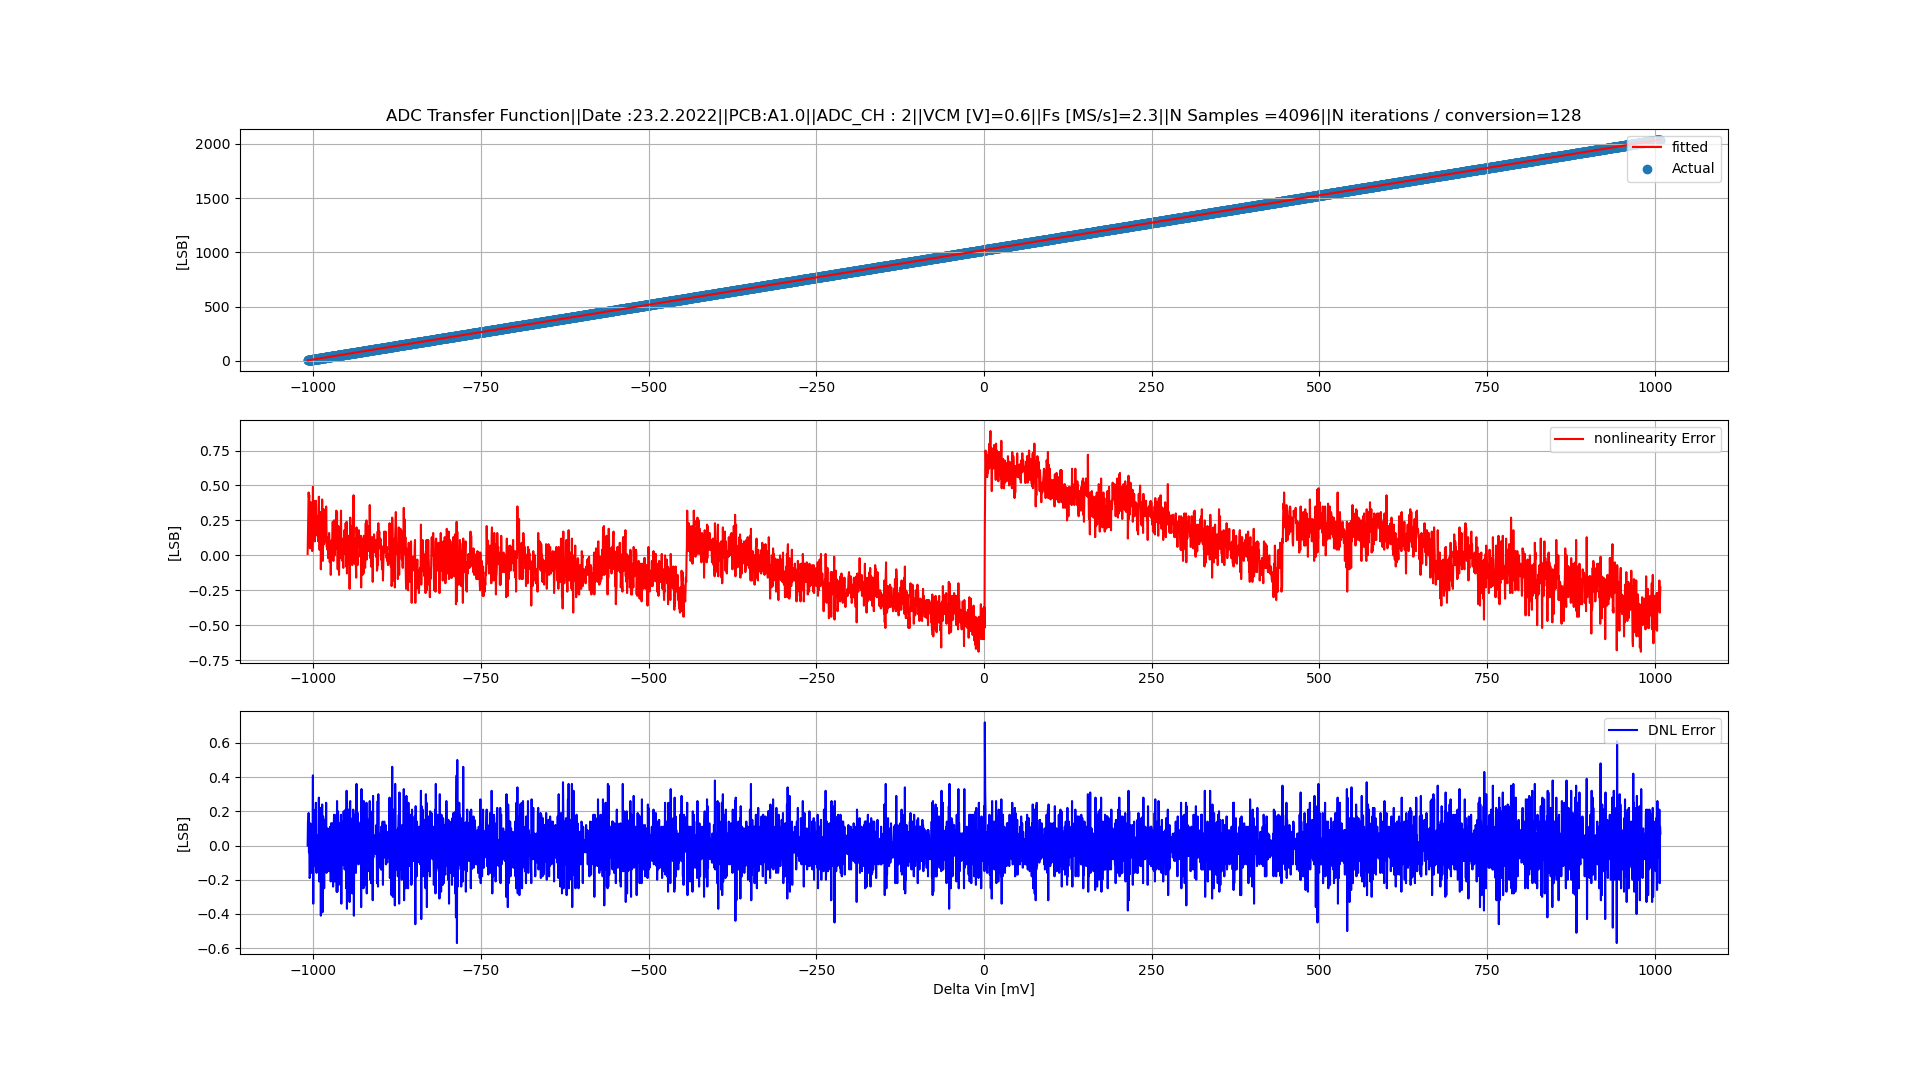 ADC Transfer Function||Date :23.2.2022||PCB:A1.0||ADC_CH : 2||VCM [V]=0.6||Fs [MS/s]=2.3||N Samples =4096||N iterations / conversion=128
2000
1500
1000
500
0
[LSB]
fitted
Actual
−1000 −750 −500 −250 0 250 500 750 1000
0.75
0.50
0.25
0.00
−0.25
−0.50
−0.75
[LSB]
nonlinearity Error
−1000 −750 −500 −250 0 250 500 750 1000
0.6
0.4
0.2
0.0
−0.2
−0.4
−0.6
[LSB]
DNL Error
−1000 −750 −500 −250 0 250 500 750 1000
Delta Vin [mV]